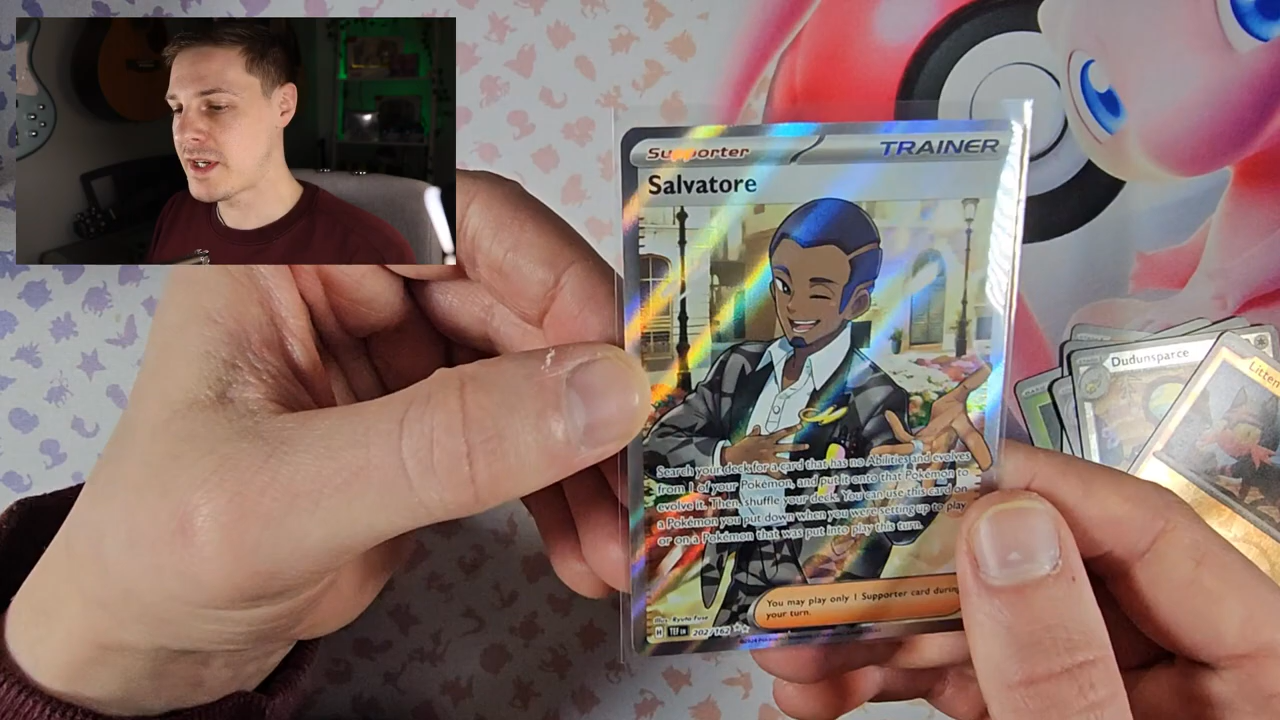 Supporter
TRAINER
Salvatore
Search your deck for a card that has no Abilities and evolves
from 1 of your Pokémon, and put it onto that Pokémon to
evolve it. Then, shuffle your deck. You can use this card on
a Pokémon you put down when you were setting up to play
or on a Pokémon that was put into play this turn.
You may play only 1 Supporter card during
your turn.
Illus. Ryuta Fuse
H TEF EN 202/162
Dudunsparce
Litten